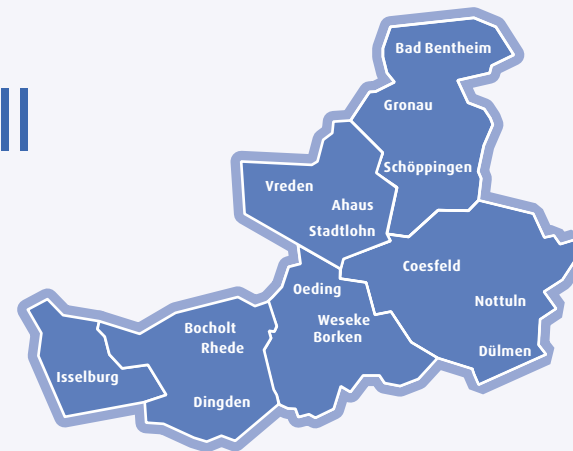 Bad Bentheim
Gronau
Schöppingen
Vreden
Ahaus
Stadtlohn
Coesfeld
Oeding
Nottuln
Weseke
Borken
Bocholt
Rhede
Dülmen
Isselburg
Dingden